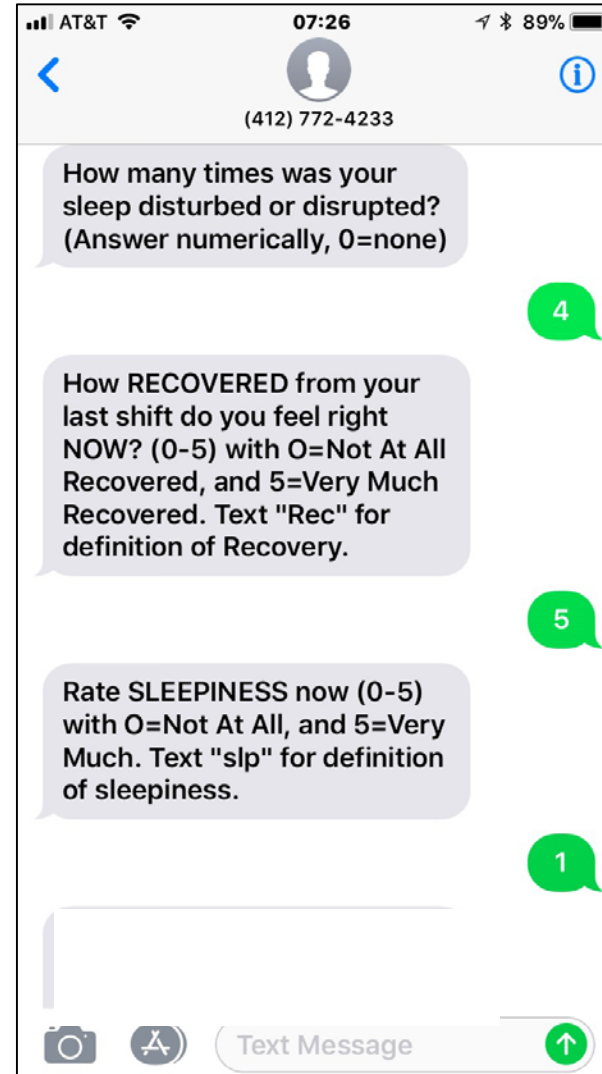 AT&T 07:26 89%
(412) 772-4233
How many times was your
sleep disturbed or disrupted?
(Answer numerically, 0=none)
4
How RECOVERED from your
last shift do you feel right
NOW? (0-5) with O=Not At All
Recovered, and 5=Very Much
Recovered. Text "Rec" for
definition of Recovery.
5
Rate SLEEPINESS now (0-5)
with O=Not At All, and 5=Very
Much. Text "slp" for definition
of sleepiness.
1
Text Message